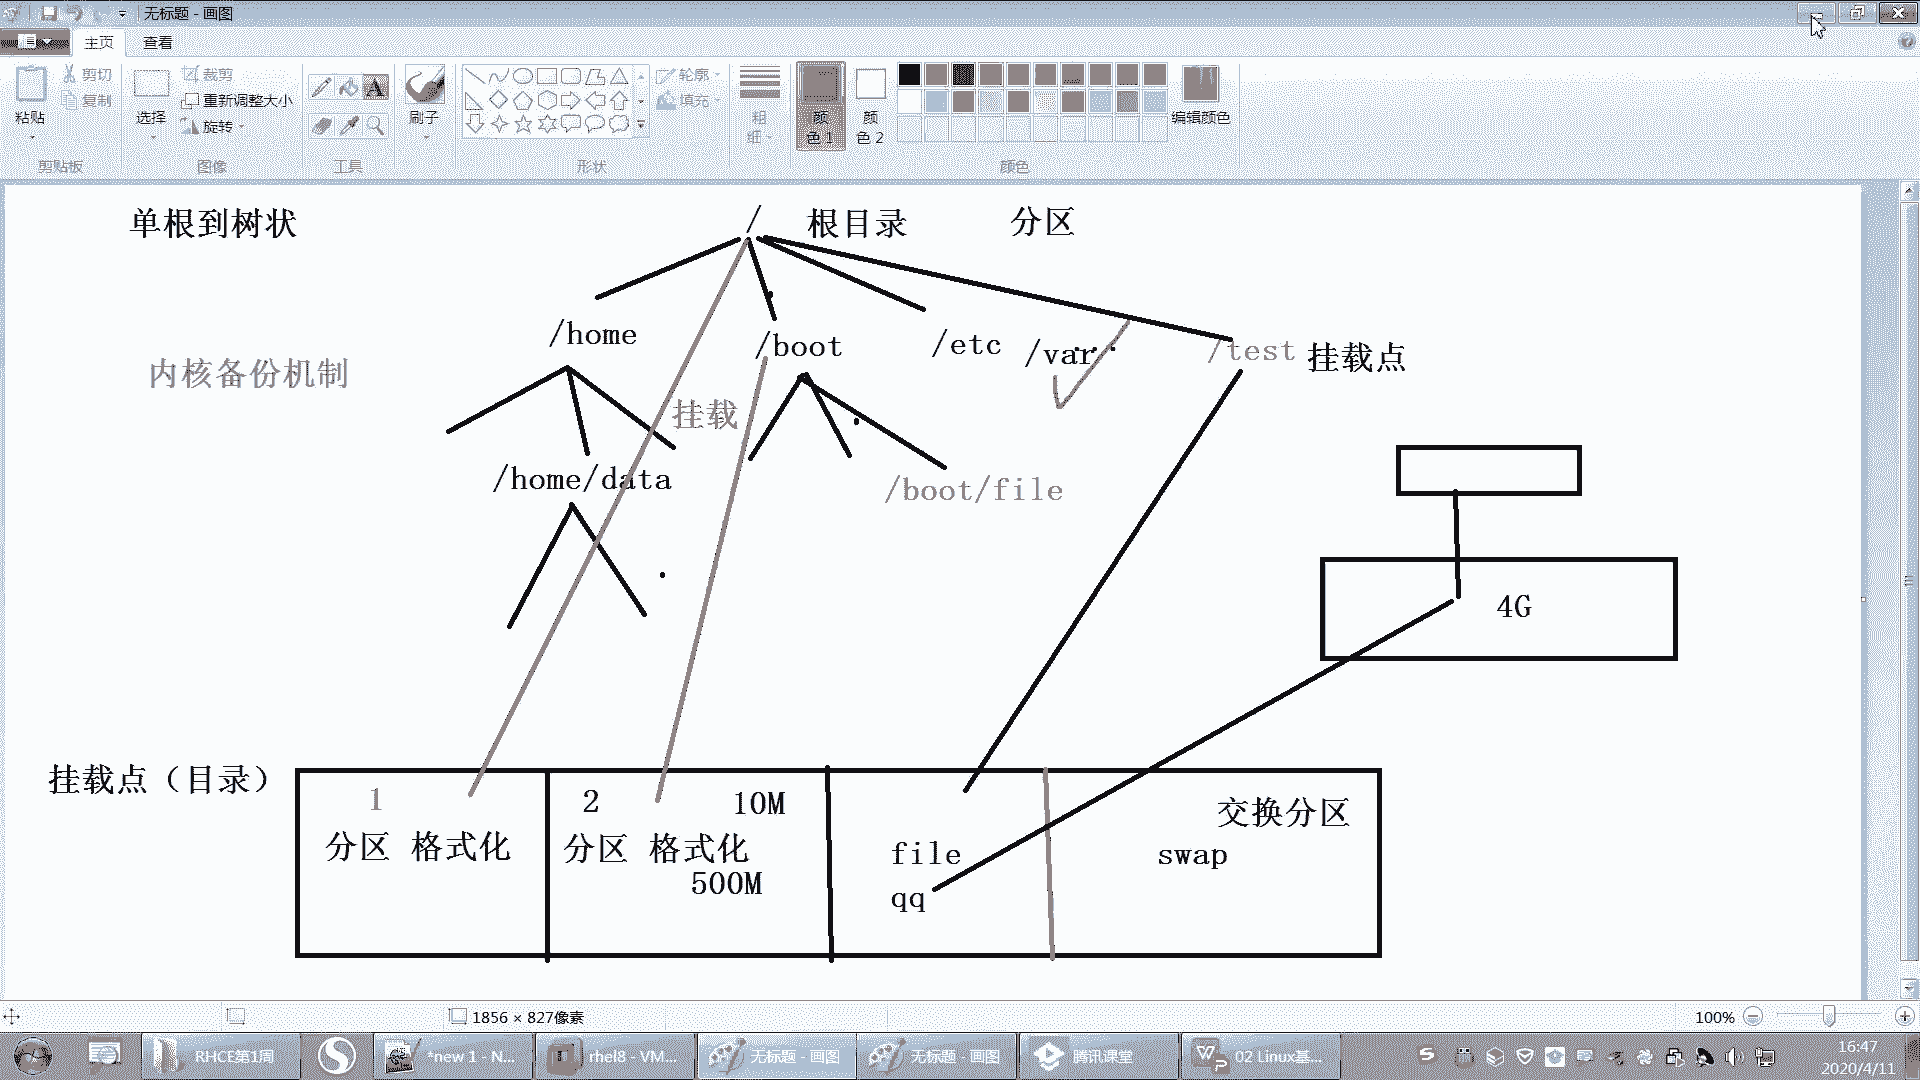 无标题 - 画图
主页 查看
粘贴 剪切 复制 剪贴板
选择 裁剪 重新调整大小 旋转 图像
A 工具
刷子
轮廓 填充 形状
粗细
颜色 1
颜色 2
编辑颜色
颜色
单根到树状 / 根目录 分区
/home /boot /etc /var... /test 挂载点
内核备份机制
挂载
/home/data /boot/file
4G
挂载点（目录）
1 2 10M 交换分区
分区 格式化 分区 格式化 file swap
500M qq
1856 × 827像素 100%
RHCE第1周 *new 1 - N... rhel8 - VM... 无标题 - 画图 无标题 - 画图 腾讯课堂 02 Linux基... 16:47
2020/4/11